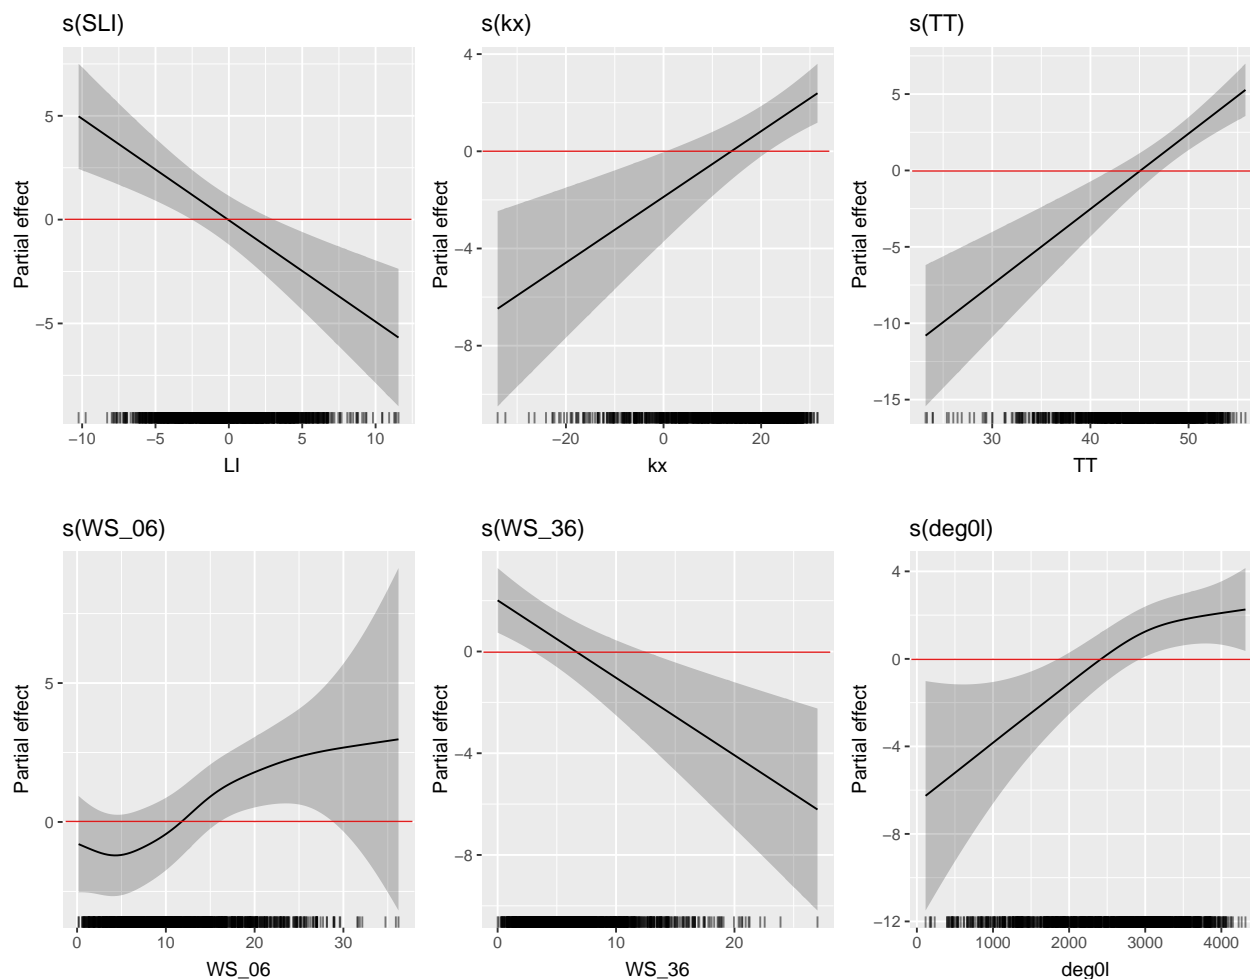 s(SLI)
5
0
−5
Partial effect
−10 −5 0 5 10
LI
s(kx)
4
0
−4
−8
Partial effect
−20 0 20
kx
s(TT)
5
0
−5
−10
−15
Partial effect
30 40 50
TT
s(WS_06)
5
0
Partial effect
0 10 20 30
WS_06
s(WS_36)
0
−4
−8
Partial effect
0 10 20
WS_36
s(deg0l)
4
0
−4
−8
−12
Partial effect
0 1000 2000 3000 4000
deg0l